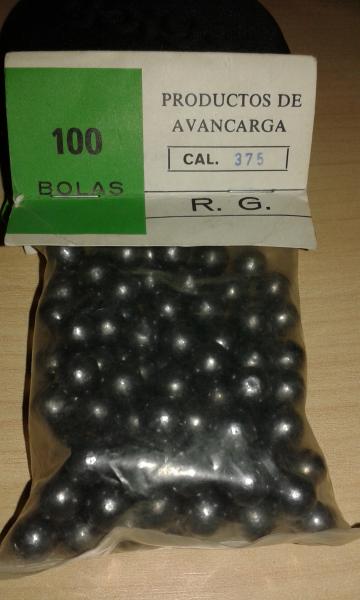 100
BOLAS
PRODUCTOS DE
AVANCARGA
CAL. 375
R. G.